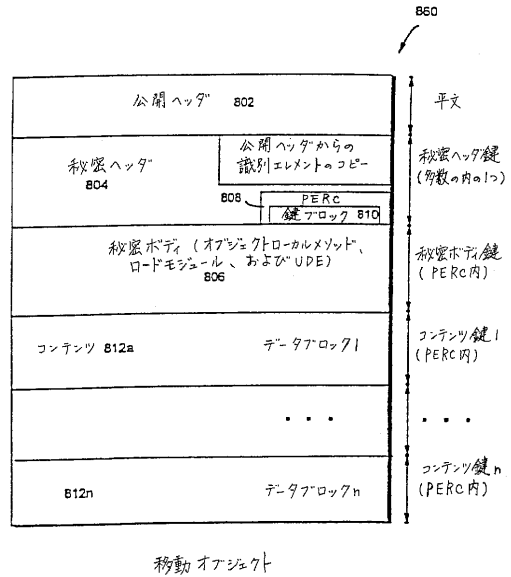 860
公開ヘッダ 802
平文
秘密ヘッダ
804
公開ヘッダからの
識別エレメントのコピー
秘密ヘッダ鍵
(多数の内の1つ)
808
PERC
鍵ブロック 810
秘密ボディ (オブジェクトローカルメソッド、
ロードモジュール、およびUDE)
806
秘密ボディ鍵
(PERC内)
コンテンツ 812a
データブロック1
コンテンツ鍵1
(PERC内)
...
...
812n
データブロックn
コンテンツ鍵n
(PERC内)
移動オブジェクト